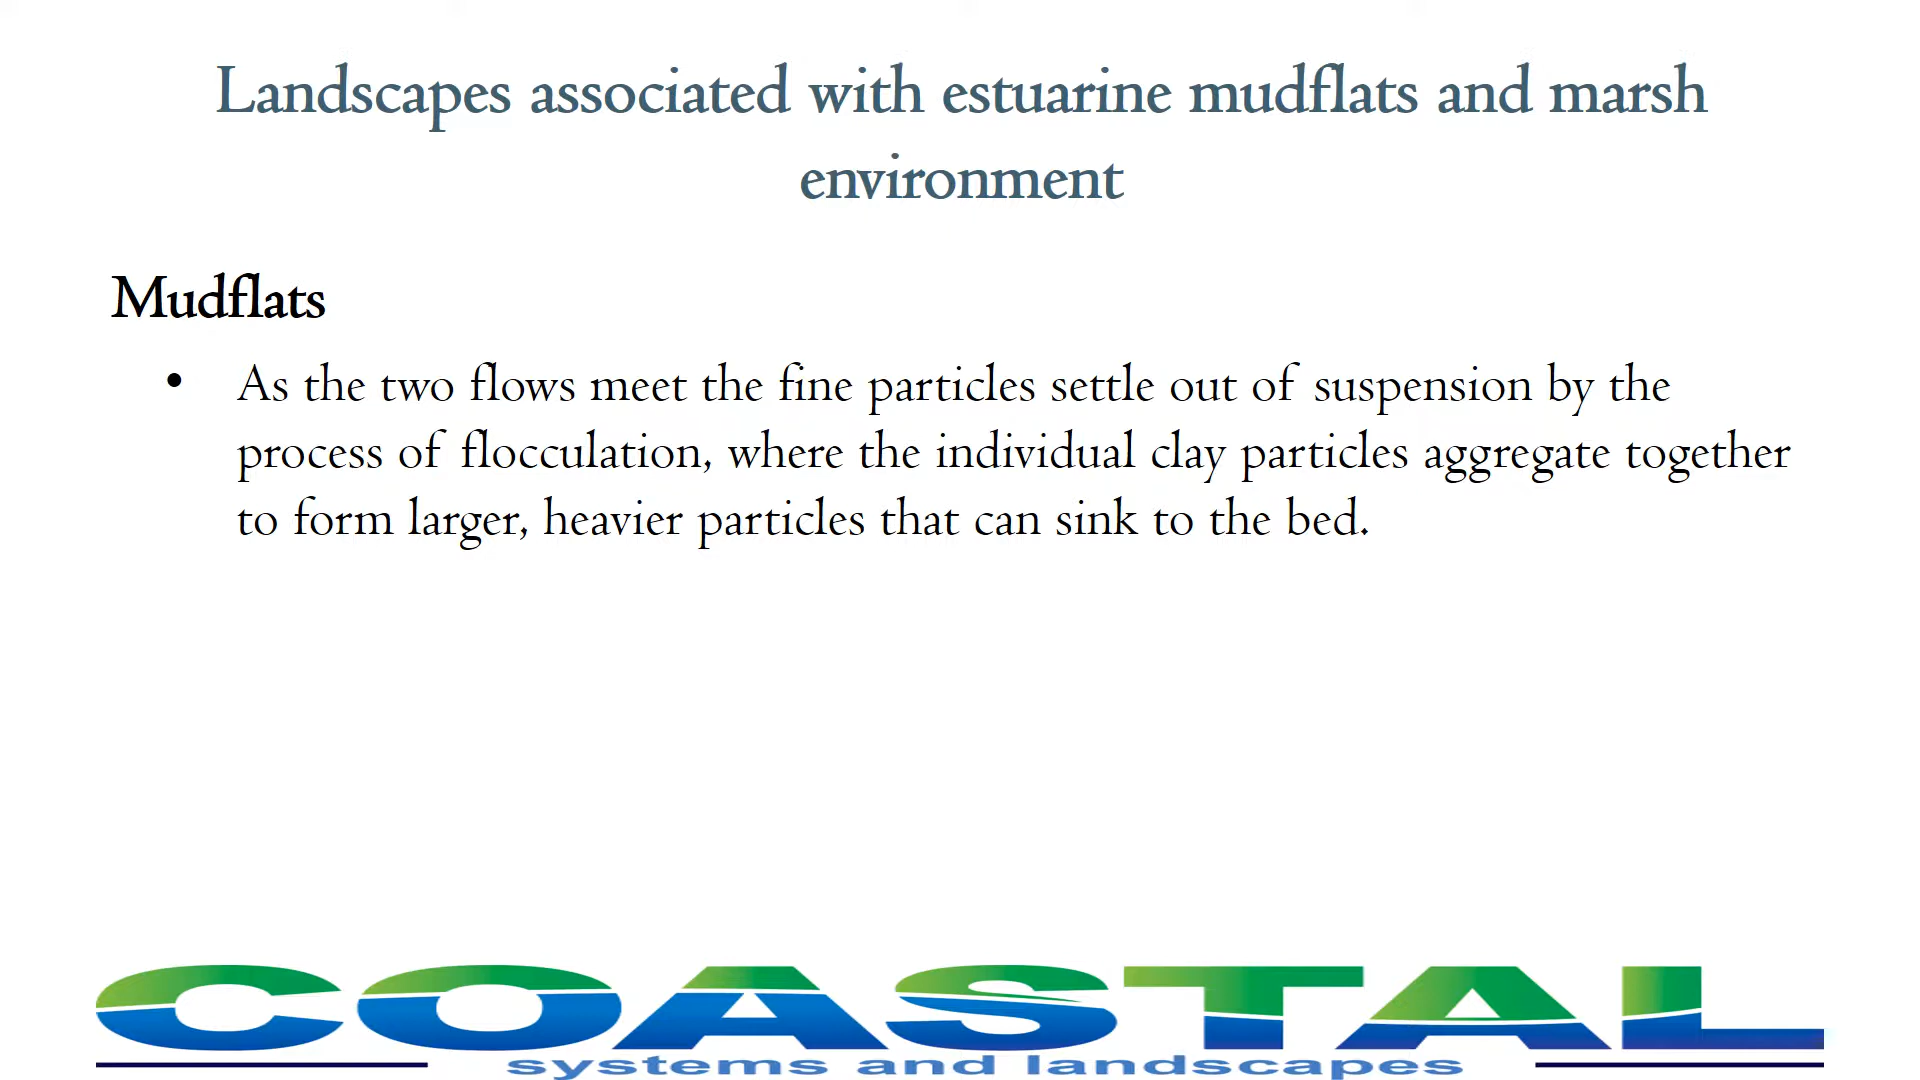 Landscapes associated with estuarine mudflats and marsh
environment
Mudflats
• As the two flows meet the fine particles settle out of suspension by the
process of flocculation, where the individual clay particles aggregate together
to form larger, heavier particles that can sink to the bed.
COASTAL
systems and landscapes